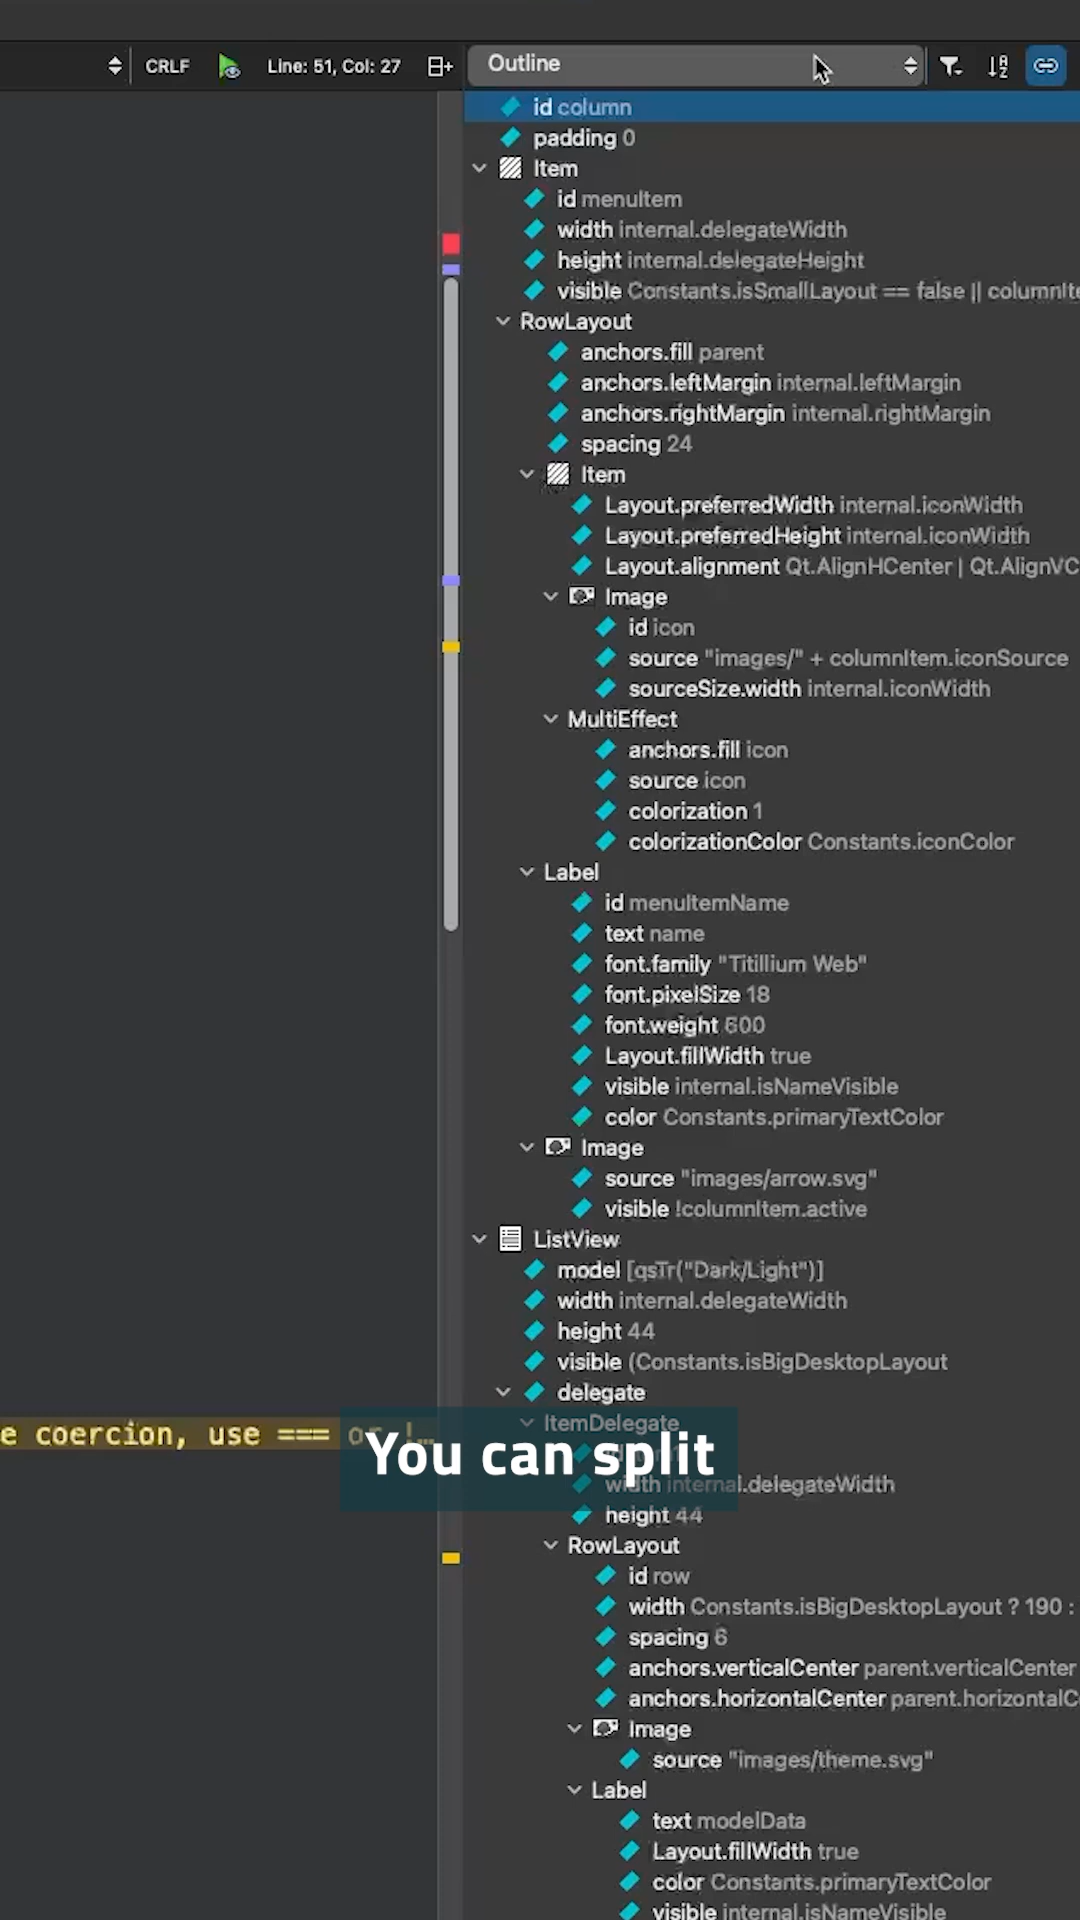 CRLF
Line: 51, Col: 27
Outline
id column
padding 0
Item
id menuItem
width internal.delegateWidth
height internal.delegateHeight
visible Constants.isSmallLayout == false || columnIte
RowLayout
anchors.fill parent
anchors.leftMargin internal.leftMargin
anchors.rightMargin internal.rightMargin
spacing 24
Item
Layout.preferredWidth internal.iconWidth
Layout.preferredHeight internal.iconWidth
Layout.alignment Qt.AlignHCenter | Qt.AlignVC
Image
id icon
source "images/" + columnItem.iconSource
sourceSize.width internal.iconWidth
MultiEffect
anchors.fill icon
source icon
colorization 1
colorizationColor Constants.iconColor
Label
id menuItemName
text name
font.family "Titillium Web"
font.pixelSize 18
font.weight 600
Layout.fillWidth true
visible internal.isNameVisible
color Constants.primaryTextColor
Image
source "images/arrow.svg"
visible !columnItem.active
ListView
model [qsTr("Dark/Light")]
width internal.delegateWidth
height 44
visible (Constants.isBigDesktopLayout
delegate
ItemDelegate
e coercion, use === or !…
You can split
width internal.delegateWidth
height 44
RowLayout
id row
width Constants.isBigDesktopLayout ? 190 :
spacing 6
anchors.verticalCenter parent.verticalCenter
anchors.horizontalCenter parent.horizontalC
Image
source "images/theme.svg"
Label
text modelData
Layout.fillWidth true
color Constants.primaryTextColor
visible internal.isNameVisible